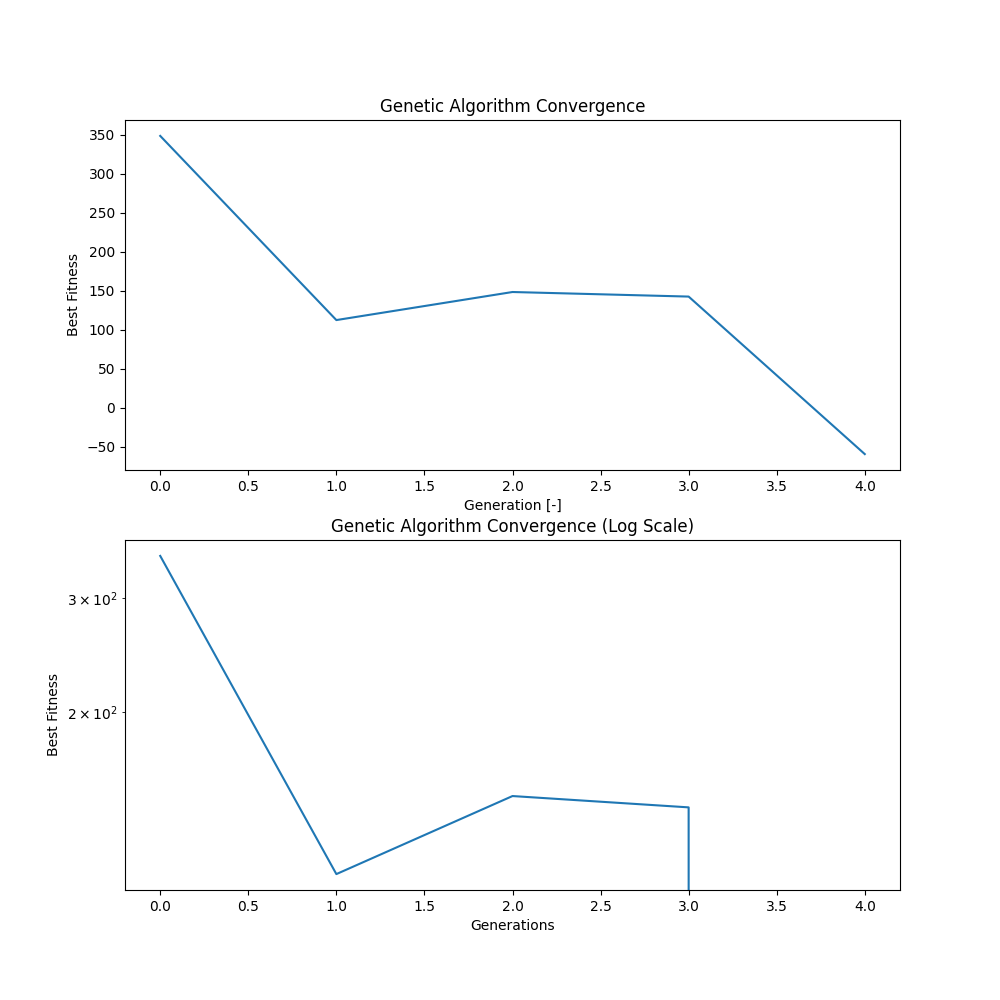 Genetic Algorithm Convergence
350
300
250
200
150
100
50
0
−50
Best Fitness
0.0 0.5 1.0 1.5 2.0 2.5 3.0 3.5 4.0
Generation [-]
Genetic Algorithm Convergence (Log Scale)
3 × 10²
2 × 10²
Best Fitness
0.0 0.5 1.0 1.5 2.0 2.5 3.0 3.5 4.0
Generations